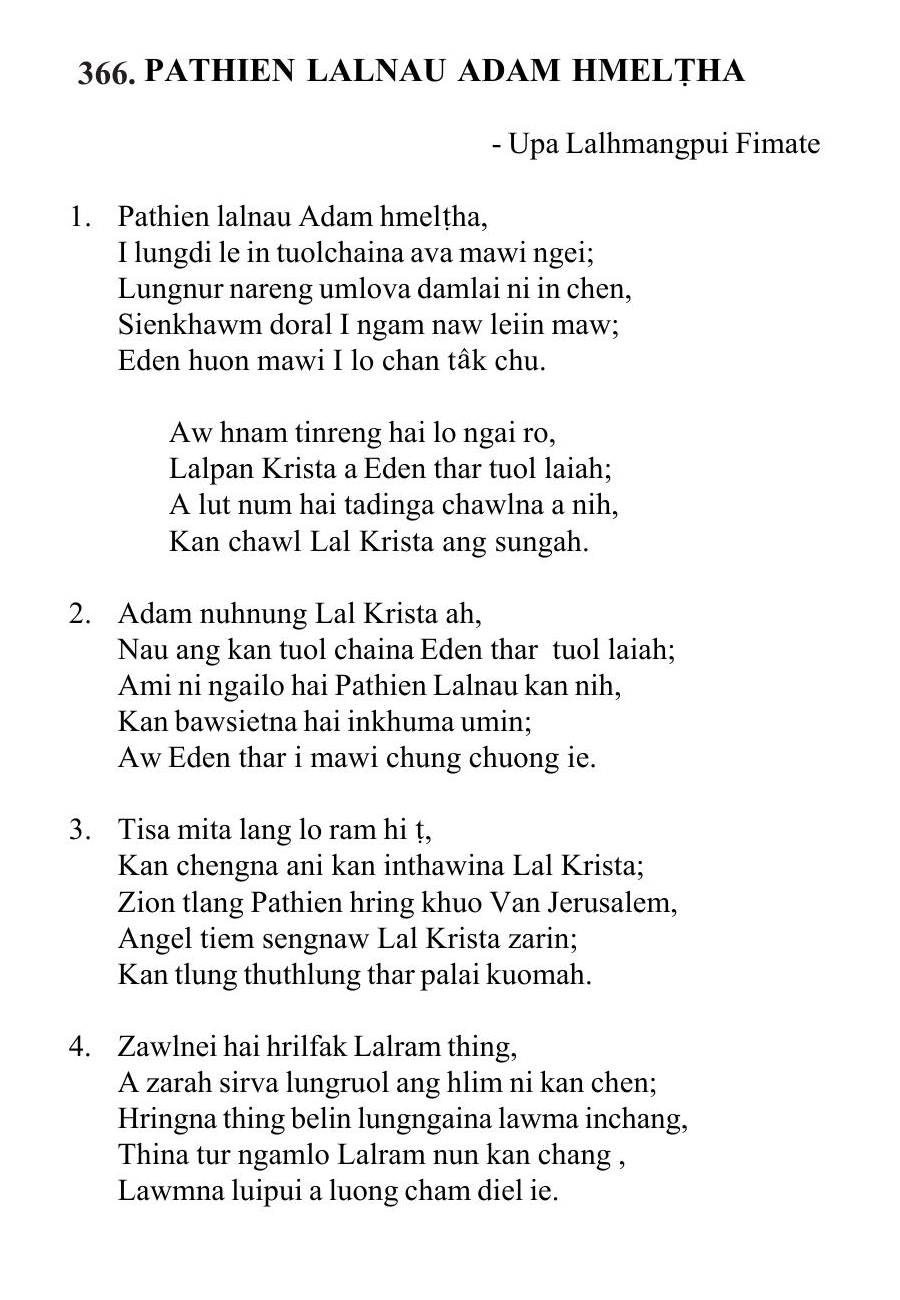 366. PATHIEN LALNAU ADAM HMELṬHA
- Upa Lalhmangpui Fimate
1. Pathien lalnau Adam hmelṭha,
I lungdi le in tuolchaina ava mawi ngei;
Lungnur nareng umlova damlai ni in chen,
Sienkhawm doral I ngam naw leiin maw;
Eden huon mawi I lo chan tâk chu.
Aw hnam tinreng hai lo ngai ro,
Lalpan Krista a Eden thar tuol laiah;
A lut num hai tadinga chawlna a nih,
Kan chawl Lal Krista ang sungah.
2. Adam nuhnung Lal Krista ah,
Nau ang kan tuol chaina Eden thar tuol laiah;
Ami ni ngailo hai Pathien Lalnau kan nih,
Kan bawsietna hai inkhuma umin;
Aw Eden thar i mawi chung chuong ie.
3. Tisa mita lang lo ram hi ṭ,
Kan chengna ani kan inthawina Lal Krista;
Zion tlang Pathien hring khuo Van Jerusalem,
Angel tiem sengnaw Lal Krista zarin;
Kan tlung thuthlung thar palai kuomah.
4. Zawlnei hai hrilfak Lalram thing,
A zarah sirva lungruol ang hlim ni kan chen;
Hringna thing belin lungngaina lawma inchang,
Thina tur ngamlo Lalram nun kan chang ,
Lawmna luipui a luong cham diel ie.